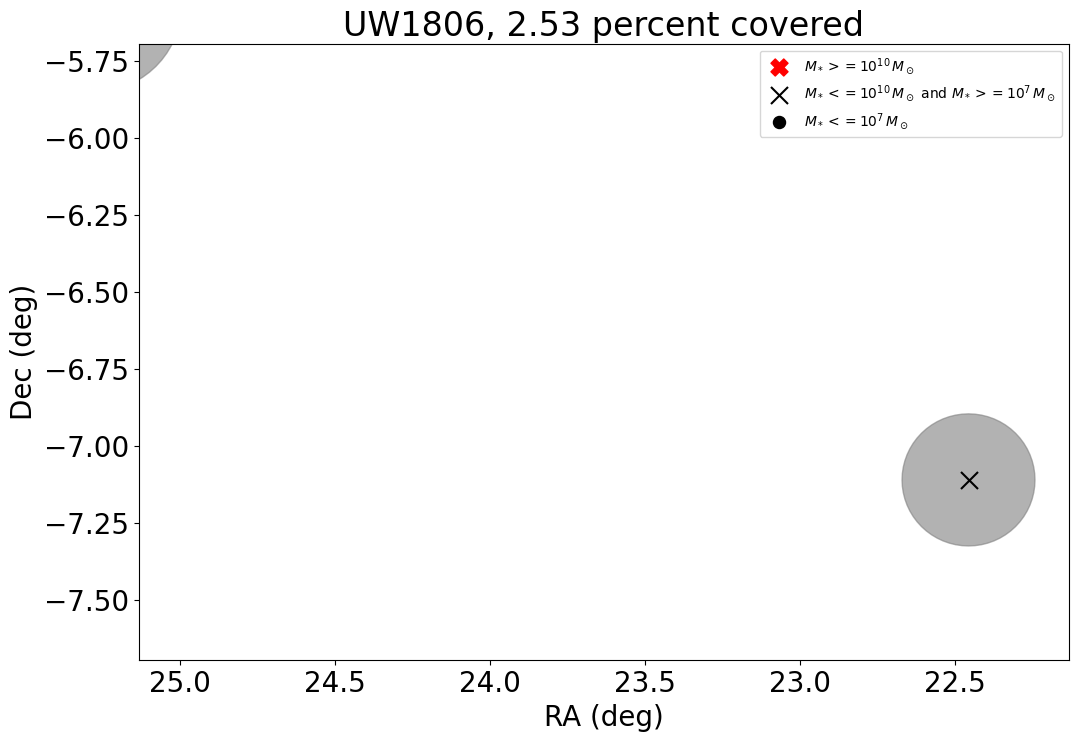 UW1806, 2.53 percent covered
M* >= 10^10 M⊙
M* <= 10^10 M⊙ and M* >= 10^7 M⊙
M* <= 10^7 M⊙
Dec (deg)
−5.75
−6.00
−6.25
−6.50
−6.75
−7.00
−7.25
−7.50
25.0 24.5 24.0 23.5 23.0 22.5
RA (deg)